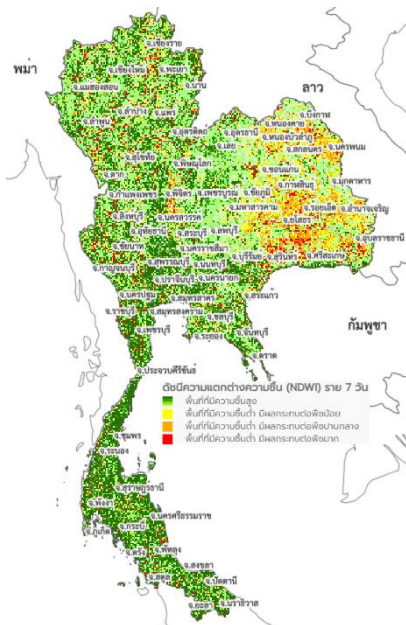 จ.เชียงราย
พม่า
จ.เชียงใหม่
จ.พะเยา
จ.แม่ฮ่องสอน
จ.น่าน
ลาว
จ.บึงกาฬ
จ.ลำปาง
จ.แพร่
จ.ลำพูน
จ.หนองคาย
จ.อุตรดิตถ์
จ.อุดรธานี
จ.หนองบัวลำภู
จ.นครพนม
จ.เลย
จ.สกลนคร
จ.สุโขทัย
จ.พิษณุโลก
จ.ขอนแก่น
จ.ตาก
จ.มุกดาหาร
จ.กำแพงเพชร
จ.พิจิตร
จ.เพชรบูรณ์
จ.ชัยภูมิ
จ.กาฬสินธุ์
จ.มหาสารคาม
จ.ร้อยเอ็ด
จ.อำนาจเจริญ
จ.สิงห์บุรี
จ.นครสวรรค์
จ.ยโสธร
จ.อุทัยธานี
จ.สระบุรี
จ.ลพบุรี
จ.อุบลราชธานี
จ.ชัยนาท
จ.นครราชสีมา
จ.บุรีรัมย์
จ.สุรินทร์
จ.ศรีสะเกษ
จ.สุพรรณบุรี
จ.นนทบุรี
จ.กาญจนบุรี
จ.ปราจีนบุรี
จ.นครนายก
จ.สระแก้ว
จ.นครปฐม
จ.สมุทรสาคร
จ.ราชบุรี
จ.สมุทรสงคราม
จ.ชลบุรี
กัมพูชา
จ.เพชรบุรี
จ.ระยอง
จ.จันทบุรี
จ.ตราด
จ.ประจวบคีรีขันธ์
ดัชนีความแตกต่างความชื้น (NDWI) ราย 7 วัน
พื้นที่ที่มีความชื้นสูง
พื้นที่ที่มีความชื้นต่ำ มีผลกระทบต่อพืชน้อย
พื้นที่ที่มีความชื้นต่ำ มีผลกระทบต่อพืชปานกลาง
พื้นที่ที่มีความชื้นต่ำ มีผลกระทบต่อพืชมาก
จ.ชุมพร
จ.ระนอง
จ.สุราษฎร์ธานี
จ.พังงา
จ.นครศรีธรรมราช
จ.ภูเก็ต
จ.กระบี่
จ.ตรัง
จ.พัทลุง
จ.สงขลา
จ.สตูล
จ.ปัตตานี
จ.ยะลา
จ.นราธิวาส